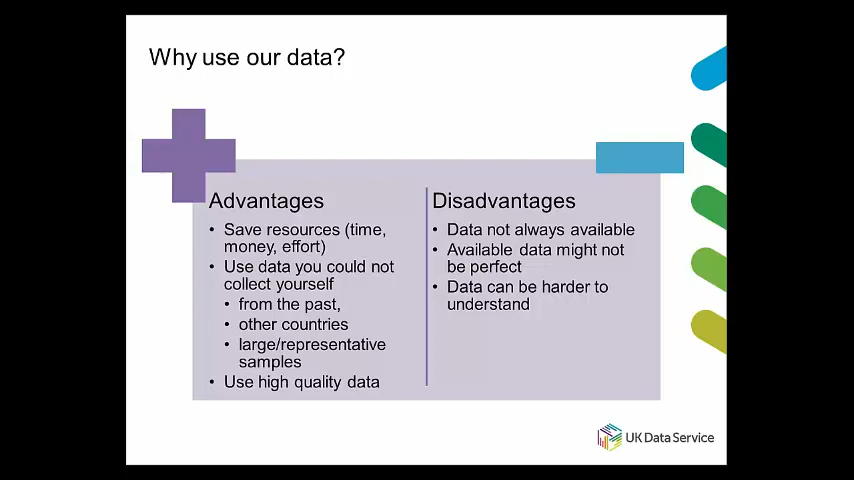 Why use our data?
Advantages
• Save resources (time,
money, effort)
• Use data you could not
collect yourself
• from the past,
• other countries
• large/representative
samples
• Use high quality data
Disadvantages
• Data not always available
• Available data might not
be perfect
• Data can be harder to
understand
UK Data Service